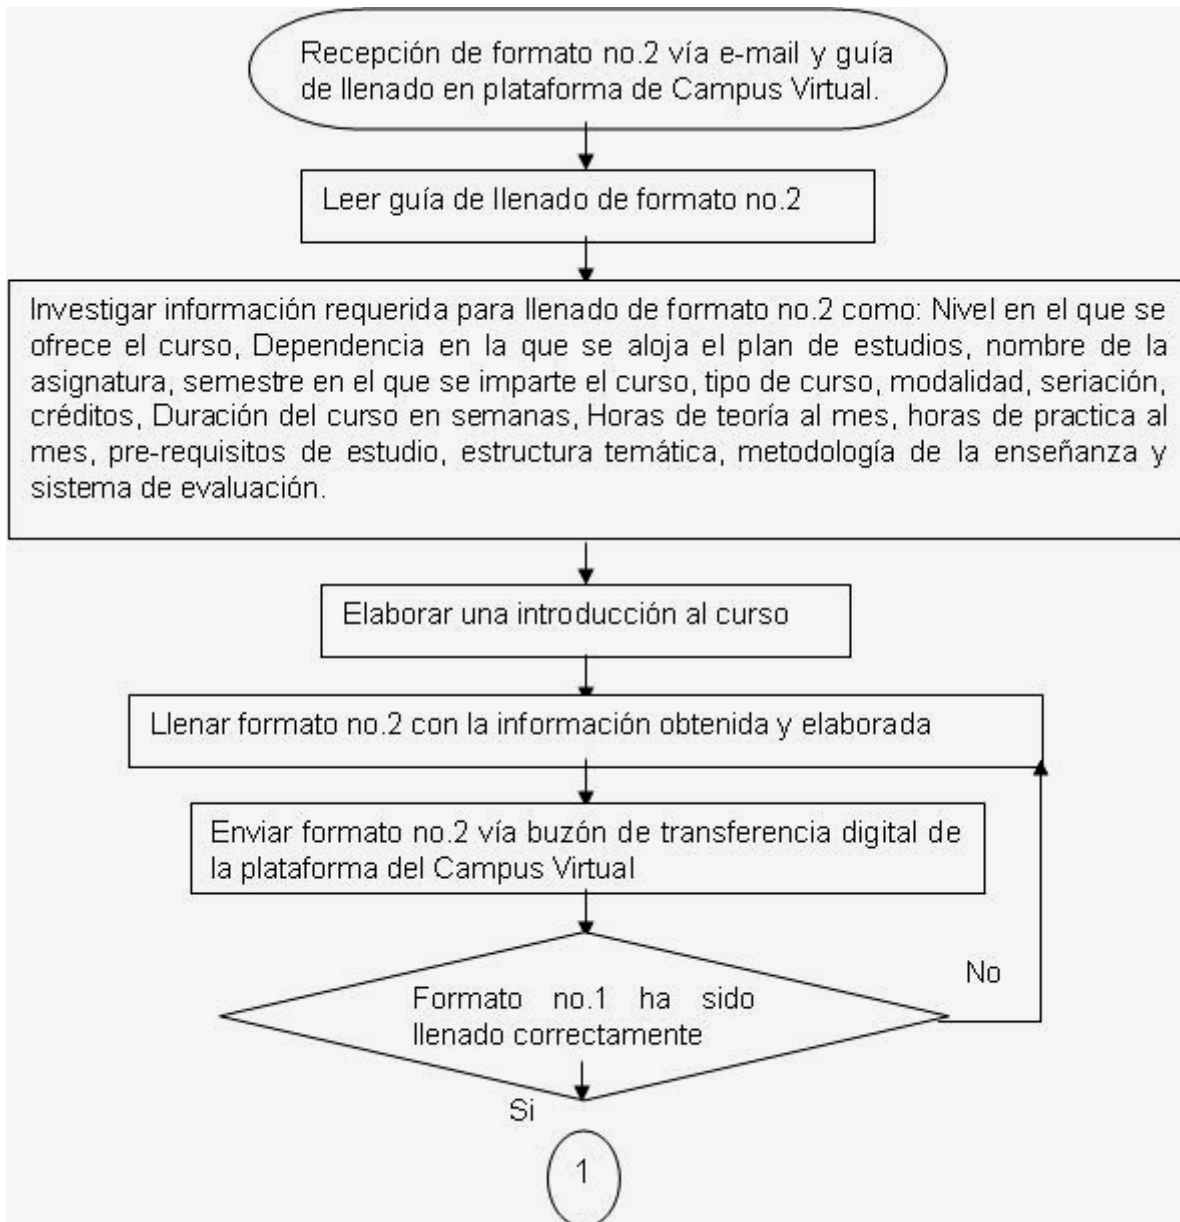 Recepción de formato no.2 vía e-mail y guía
de llenado en plataforma de Campus Virtual.
Leer guía de llenado de formato no.2
Investigar información requerida para llenado de formato no.2 como: Nivel en el que se
ofrece el curso, Dependencia en la que se aloja el plan de estudios, nombre de la
asignatura, semestre en el que se imparte el curso, tipo de curso, modalidad, seriación,
créditos, Duración del curso en semanas, Horas de teoría al mes, horas de practica al
mes, pre-requisitos de estudio, estructura temática, metodología de la enseñanza y
sistema de evaluación.
Elaborar una introducción al curso
Llenar formato no.2 con la información obtenida y elaborada
Enviar formato no.2 vía buzón de transferencia digital de
la plataforma del Campus Virtual
No
Formato no.1 ha sido
llenado correctamente
Si
1